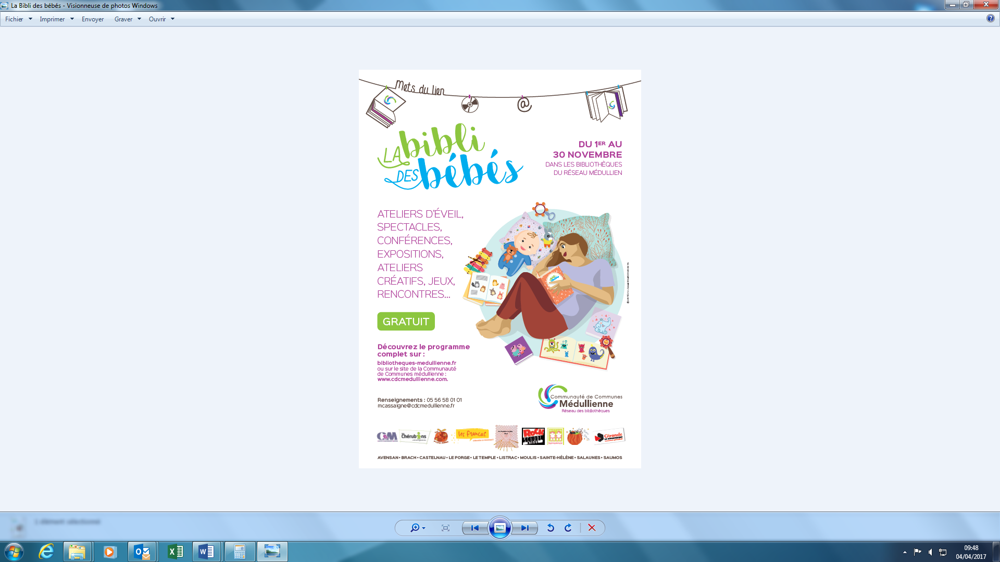 La Bibli des bébés - Visionneuse de photos Windows
Fichier Imprimer Envoyer Graver Ouvrir
Mets du lien
@
LA bibli
DES bébés
DU 1ER AU
30 NOVEMBRE
DANS LES BIBLIOTHÈQUES
DU RÉSEAU MÉDULLIEN
ATELIERS D'ÉVEIL,
SPECTACLES,
CONFÉRENCES,
EXPOSITIONS,
ATELIERS
CRÉATIFS, JEUX,
RENCONTRES...
GRATUIT
Découvrez le programme
complet sur :
bibliotheques-medullienne.fr
ou sur le site de la Communauté
de Communes médullienne :
www.cdcmedullienne.com.
Renseignements : 05 56 58 01 01
mcassaigne@cdcmedullienne.fr
Communauté de Communes
Médullienne
Réseau des bibliothèques
Chérubins
les francas
ROCK
SCHOOL
Gironde
AVENSAN • BRACH • CASTELNAU • LE PORGE • LE TEMPLE • LISTRAC • MOULIS • SAINTE-HÉLÈNE • SALAUNES • SAUMOS
1 élément sélectionné
09:48
04/04/2017